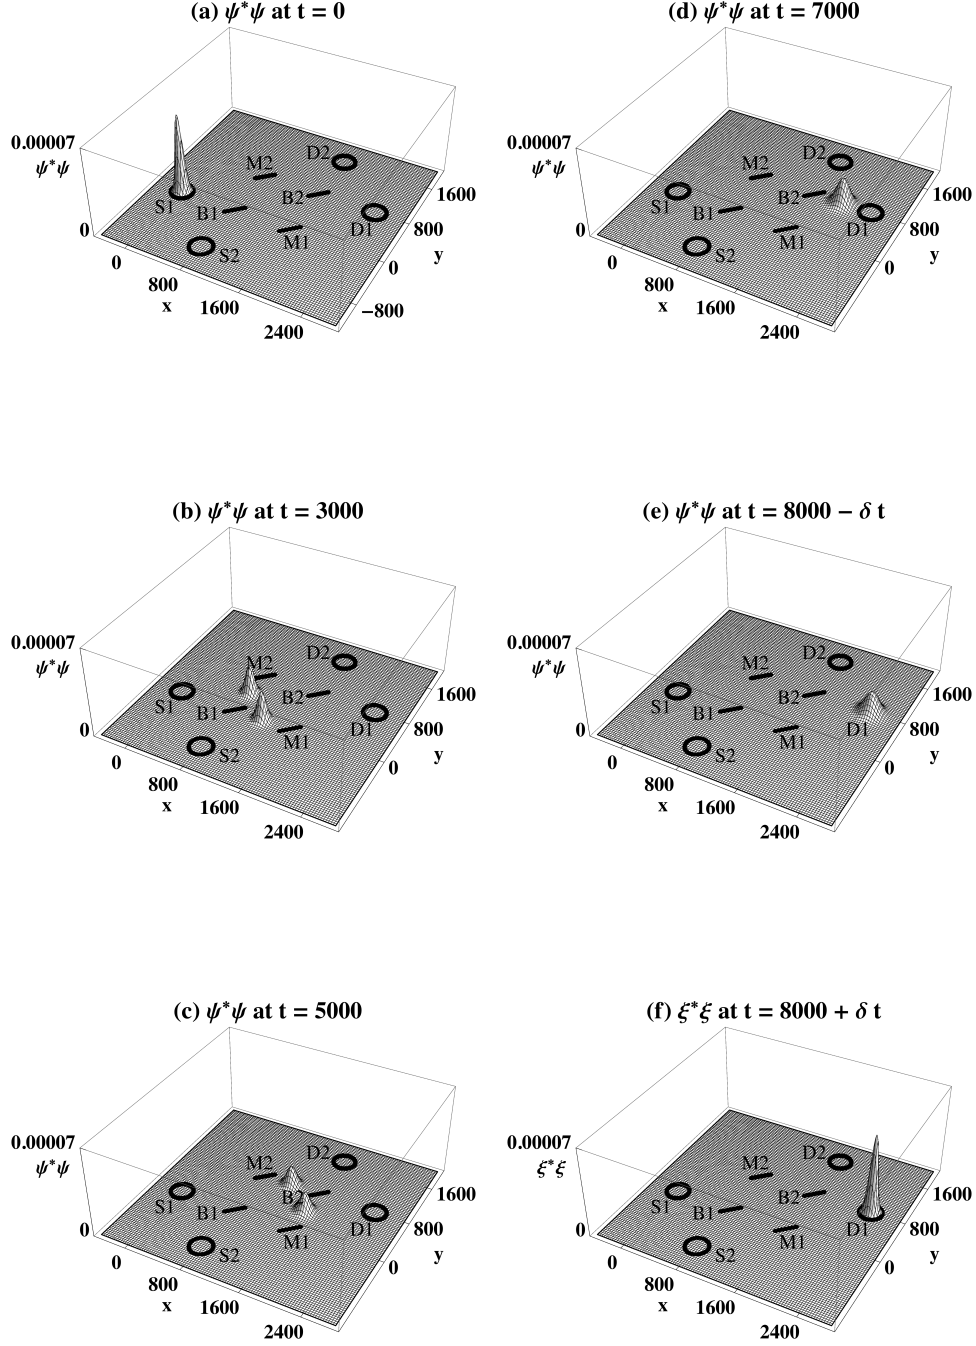 (a) ψ*ψ at t = 0
0.00007
ψ*ψ
0
0
800
x
1600
2400
−800
0
y
800
1600
S1
S2
B1
B2
M1
M2
D1
D2
(b) ψ*ψ at t = 3000
0.00007
ψ*ψ
0
0
800
x
1600
2400
0
y
800
1600
S1
S2
B1
B2
M1
M2
D1
D2
(c) ψ*ψ at t = 5000
0.00007
ψ*ψ
0
0
800
x
1600
2400
0
y
800
1600
S1
S2
B1
B2
M1
M2
D1
D2
(d) ψ*ψ at t = 7000
0.00007
ψ*ψ
0
0
800
x
1600
2400
0
y
800
1600
S1
S2
B1
B2
M1
M2
D1
D2
(e) ψ*ψ at t = 8000 − δ t
0.00007
ψ*ψ
0
0
800
x
1600
2400
0
y
800
1600
S1
S2
B1
B2
M1
M2
D1
D2
(f) ξ*ξ at t = 8000 + δ t
0.00007
ξ*ξ
0
0
800
x
1600
2400
0
y
800
1600
S1
S2
B1
B2
M1
M2
D1
D2